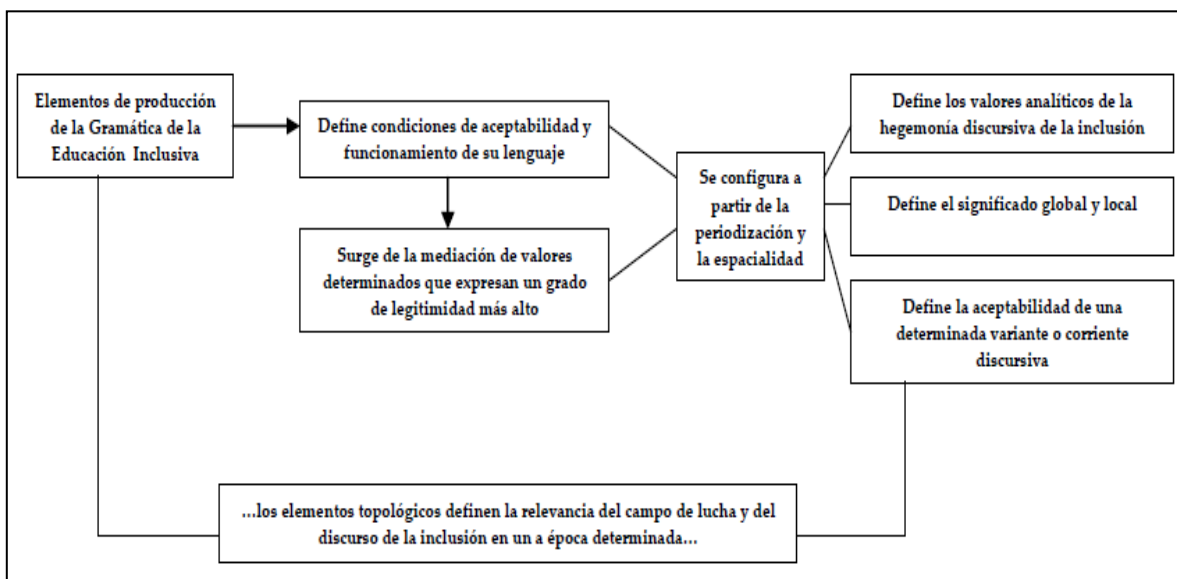 Elementos de producción
de la Gramática de la
Educación Inclusiva
Define condiciones de aceptabilidad y
funcionamiento de su lenguaje
Surge de la mediación de valores
determinados que expresan un grado
de legitimidad más alto
Se configura a
partir de la
periodización y
la espacialidad
Define los valores analíticos de la
hegemonía discursiva de la inclusión
Define el significado global y local
Define la aceptabilidad de una
determinada variante o corriente
discursiva
…los elementos topológicos definen la relevancia del campo de lucha y del
discurso de la inclusión en un a época determinada…